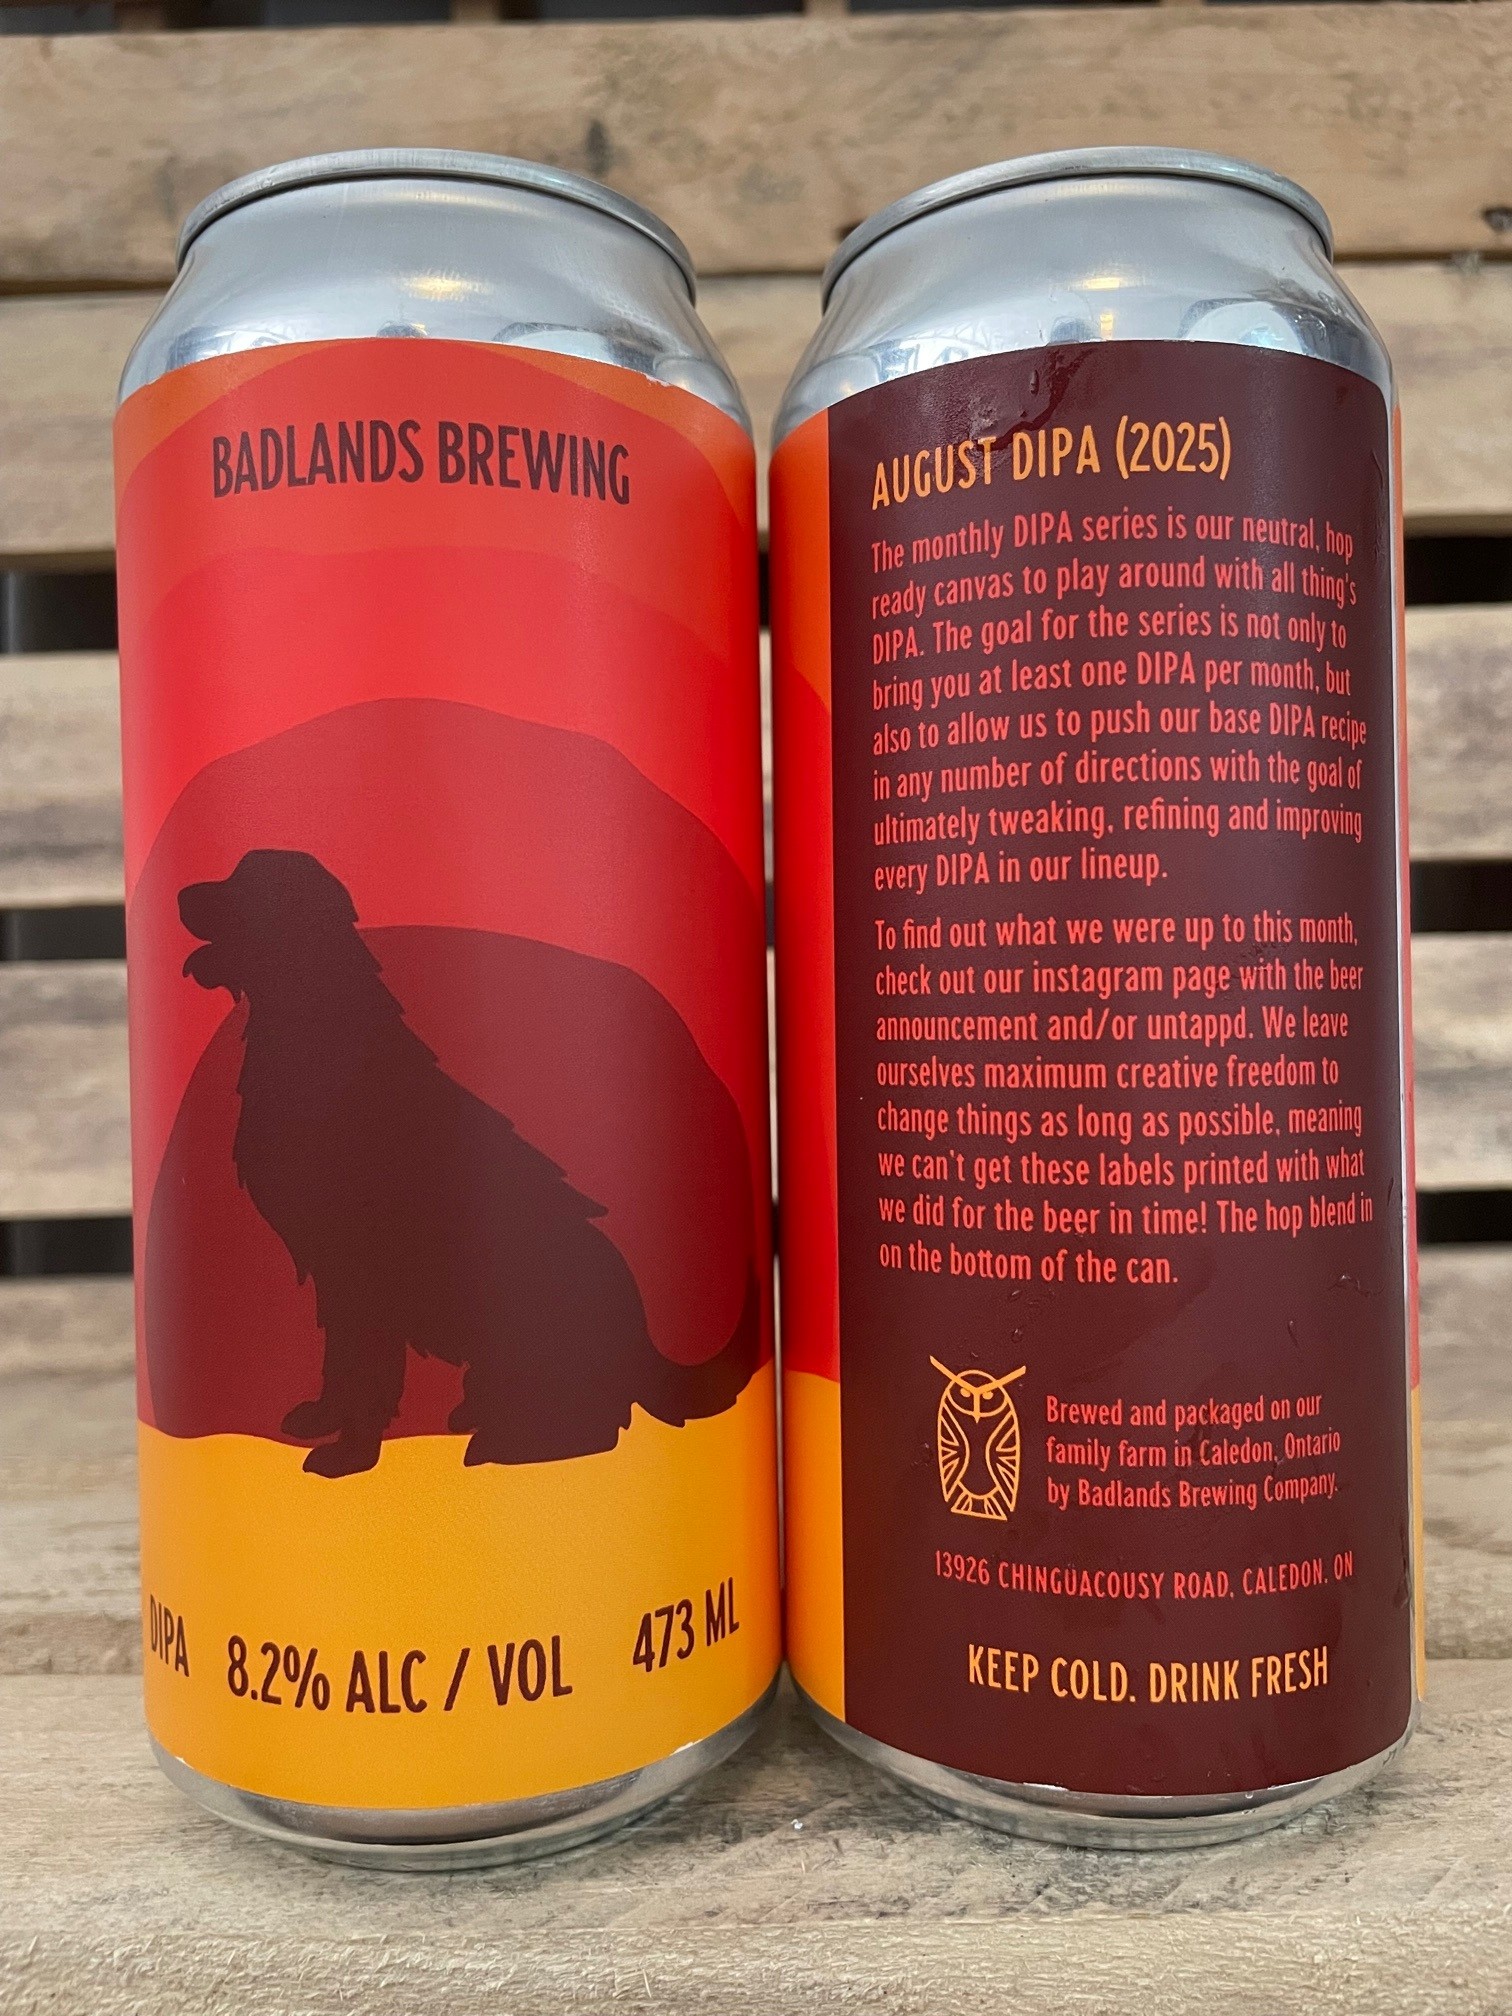 BADLANDS BREWING
DIPA
8.2% ALC / VOL
473 ML
AUGUST DIPA (2025)
The monthly DIPA series is our neutral, hop
ready canvas to play around with all thing's
DIPA. The goal for the series is not only to
bring you at least one DIPA per month, but
also to allow us to push our base DIPA recipe
in any number of directions with the goal of
ultimately tweaking, refining and improving
every DIPA in our lineup.
To find out what we were up to this month,
check out our instagram page with the beer
announcement and/or untappd. We leave
ourselves maximum creative freedom to
change things as long as possible, meaning
we can't get these labels printed with what
we did for the beer in time! The hop blend in
on the bottom of the can.
Brewed and packaged on our
family farm in Caledon, Ontario
by Badlands Brewing Company.
13926 CHINGUACOUSY ROAD, CALEDON, ON
KEEP COLD. DRINK FRESH